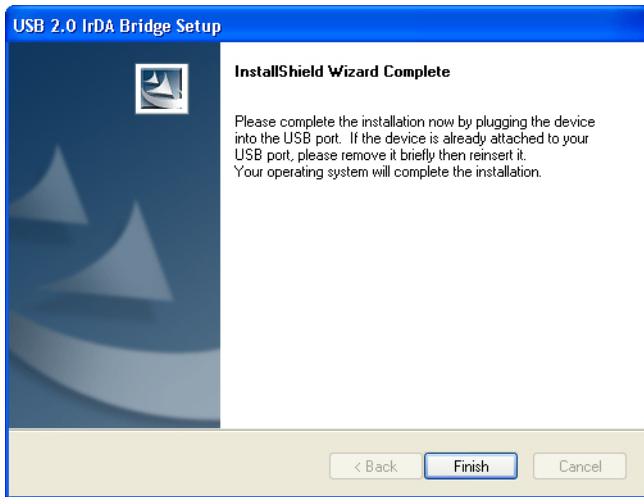 USB 2.0 IrDA Bridge Setup
InstallShield Wizard Complete
Please complete the installation now by plugging the device
into the USB port.  If the device is already attached to your
USB port, please remove it briefly then reinsert it.
Your operating system will complete the installation.
< Back
Finish
Cancel